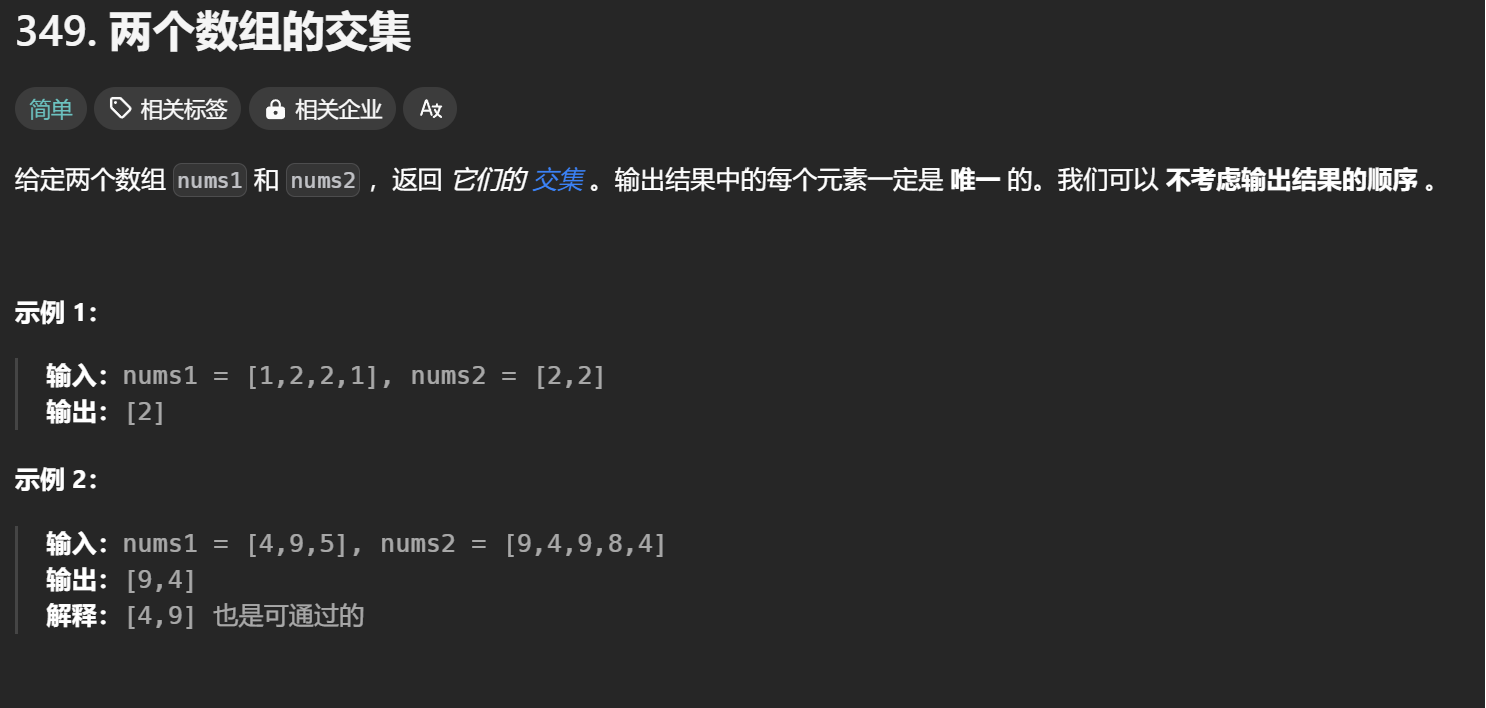 349. 两个数组的交集
简单 相关标签 相关企业 Ax
给定两个数组 nums1 和 nums2 ，返回 它们的 交集 。输出结果中的每个元素一定是 唯一 的。我们可以 不考虑输出结果的顺序 。
示例 1：
输入：nums1 = [1,2,2,1], nums2 = [2,2]
输出：[2]
示例 2：
输入：nums1 = [4,9,5], nums2 = [9,4,9,8,4]
输出：[9,4]
解释：[4,9] 也是可通过的